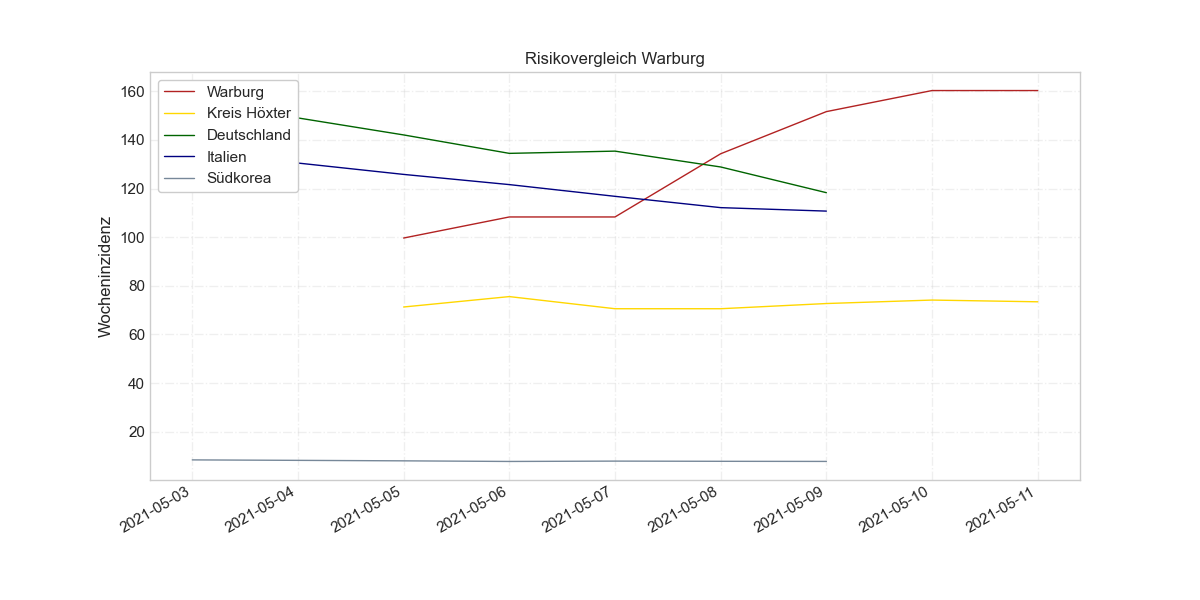 Risikovergleich Warburg
Warburg
Kreis Höxter
Deutschland
Italien
Südkorea
Wocheninzidenz
160
140
120
100
80
60
40
20
2021-05-03
2021-05-04
2021-05-05
2021-05-06
2021-05-07
2021-05-08
2021-05-09
2021-05-10
2021-05-11